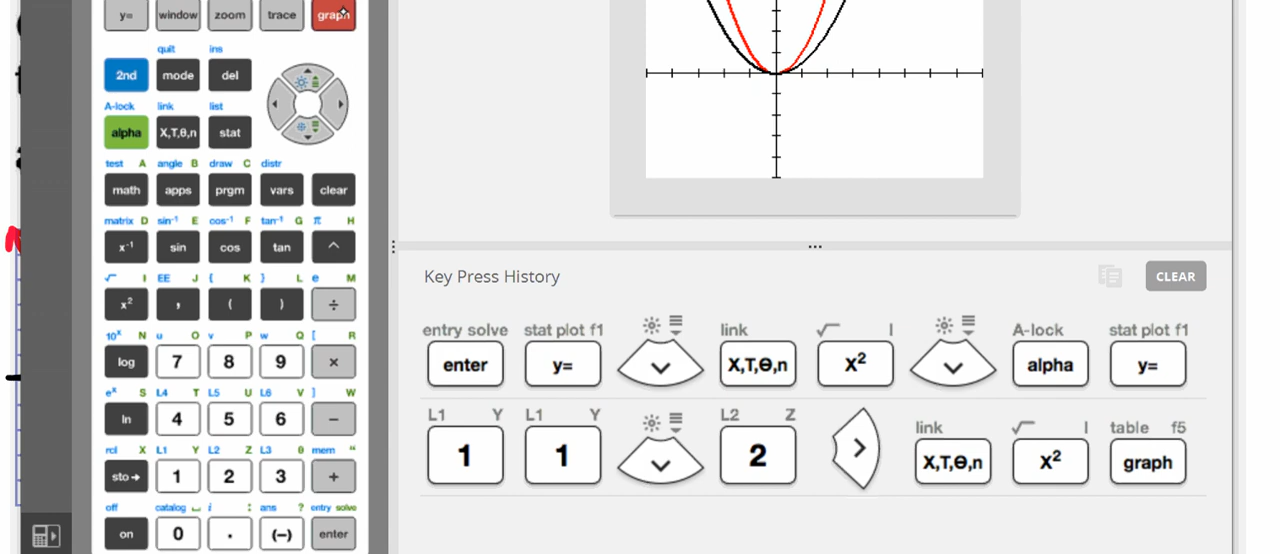 y= window zoom trace graph
quit ins
2nd mode del
A-lock link list
alpha X,T,θ,n stat
test A angle B draw C distr
math apps prgm vars clear
matrix D sin⁻¹ E cos⁻¹ F tan⁻¹ G π H
x⁻¹ sin cos tan ^
√ I EE J { K } L e M
x² , ( ) ÷
10ˣ N u O v P w Q [ R
log 7 8 9 ×
eˣ S L4 T L5 U L6 V ] W
ln 4 5 6 −
rcl X L1 Y L2 Z L3 θ mem "
sto→ 1 2 3 +
off catalog ⎵ i : ans ? entry solve
on 0 . (−) enter
Key Press History
CLEAR
entry solve stat plot f1 link √ I A-lock stat plot f1
enter y= X,T,Θ,n X² alpha y=
L1 Y L1 Y L2 Z link √ I table f5
1 1 2 X,T,Θ,n X² graph